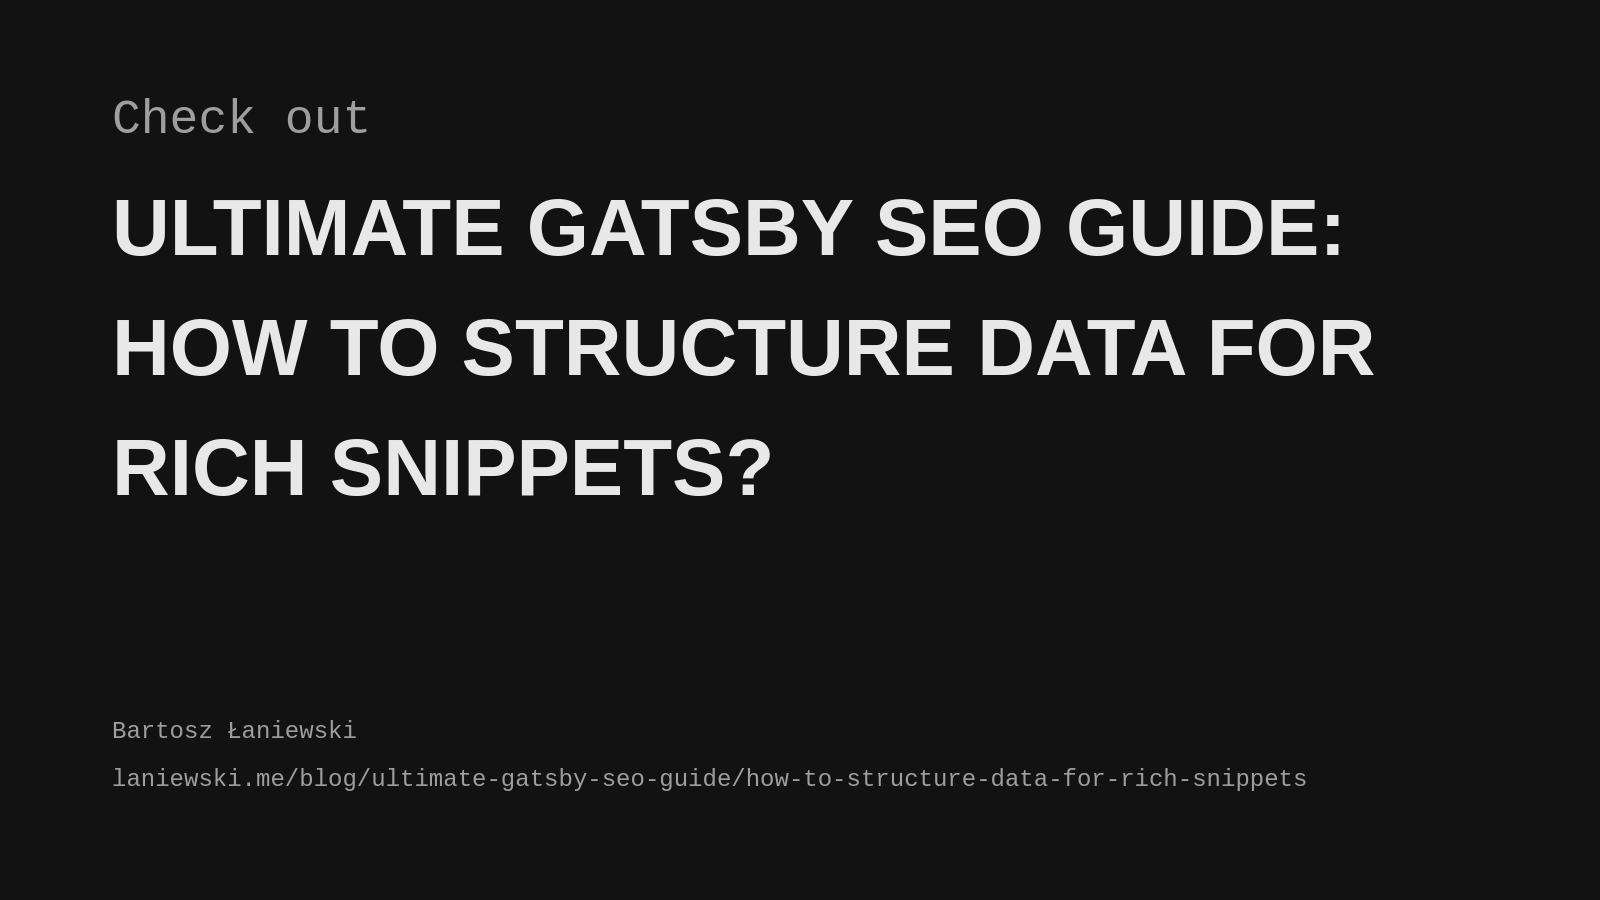 Check out
ULTIMATE GATSBY SEO GUIDE:
HOW TO STRUCTURE DATA FOR
RICH SNIPPETS?
Bartosz Łaniewski
laniewski.me/blog/ultimate-gatsby-seo-guide/how-to-structure-data-for-rich-snippets